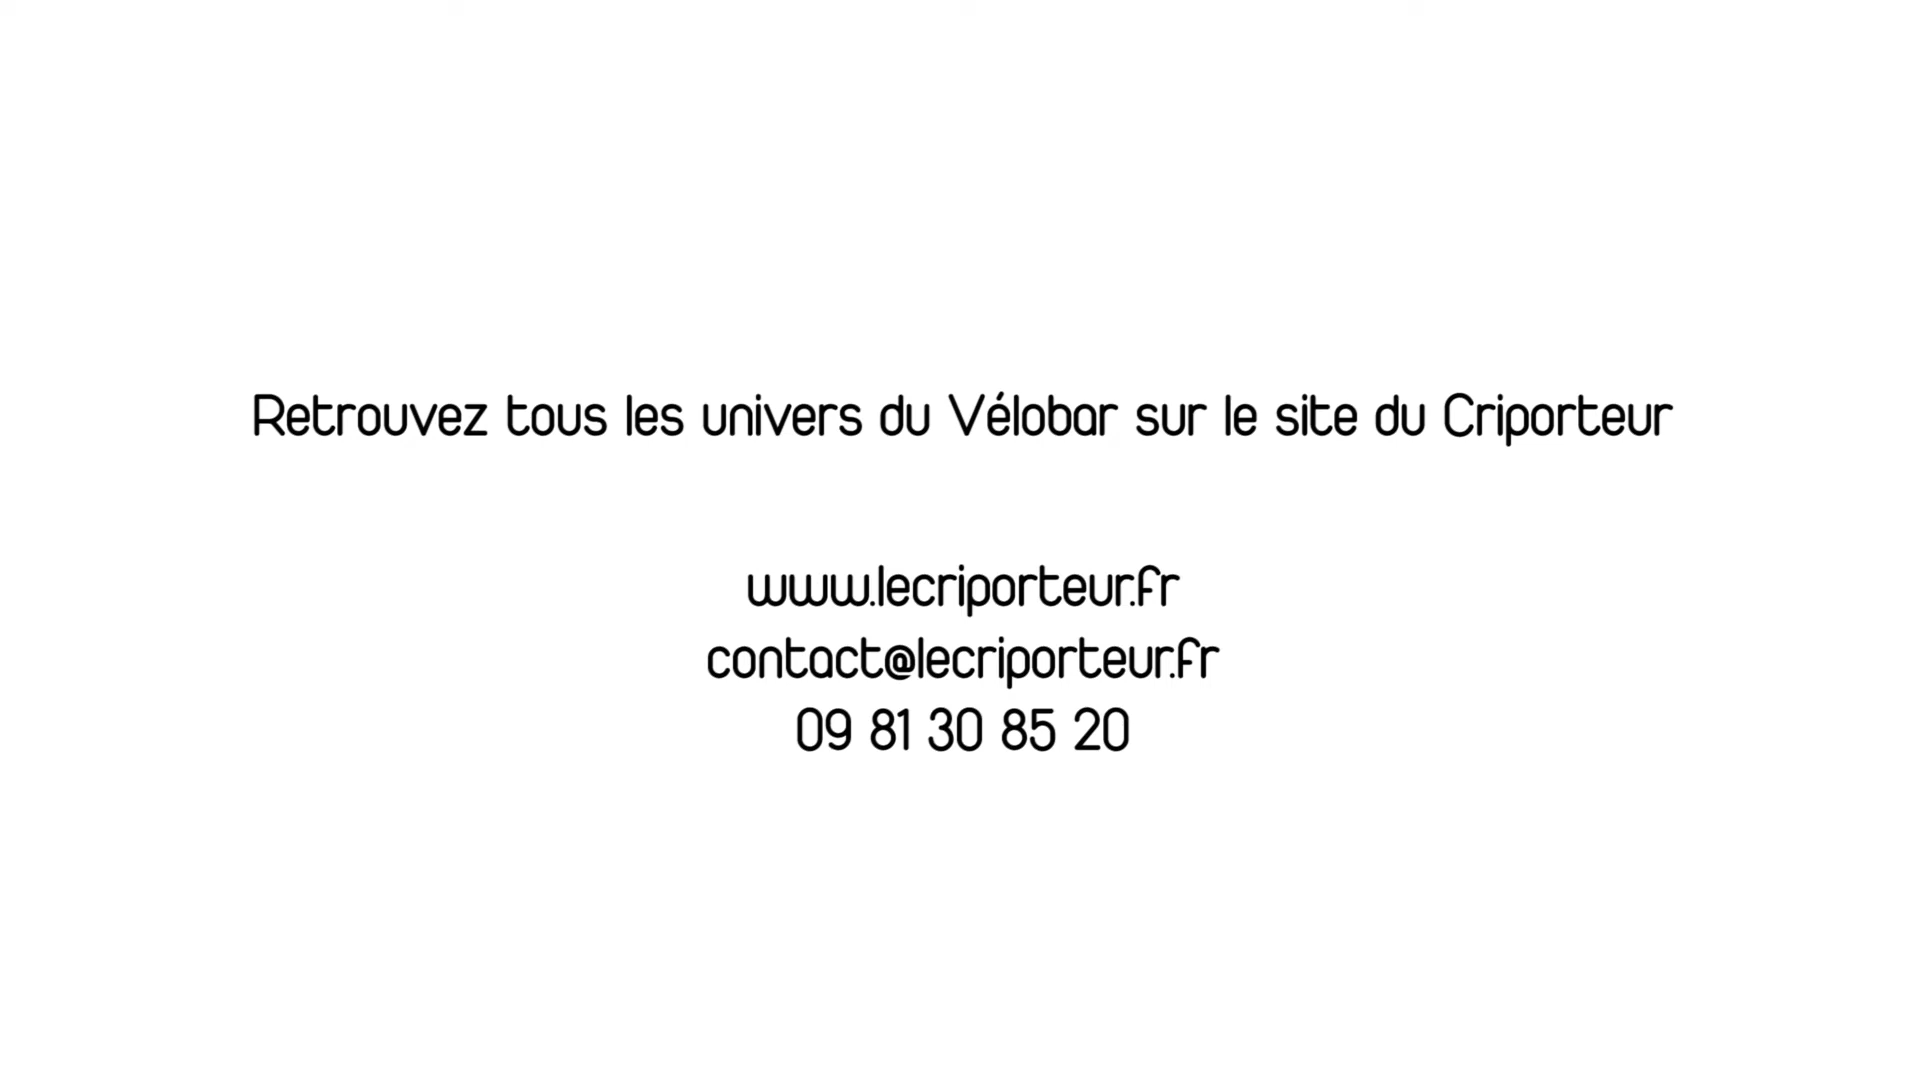 Retrouvez tous les univers du Vélobar sur le site du Criporteur
www.lecriporteur.fr
contact@lecriporteur.fr
09 81 30 85 20